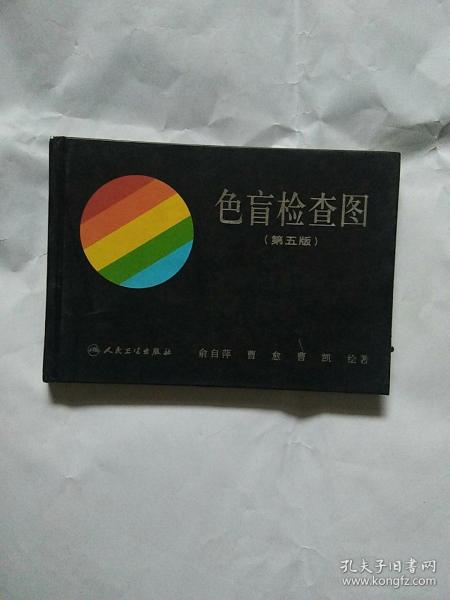 色盲检查图
（第五版）
人民卫生出版社
俞自萍 曹 愈 曹 凯 绘著
孔夫子旧书网
www.kongfz.com